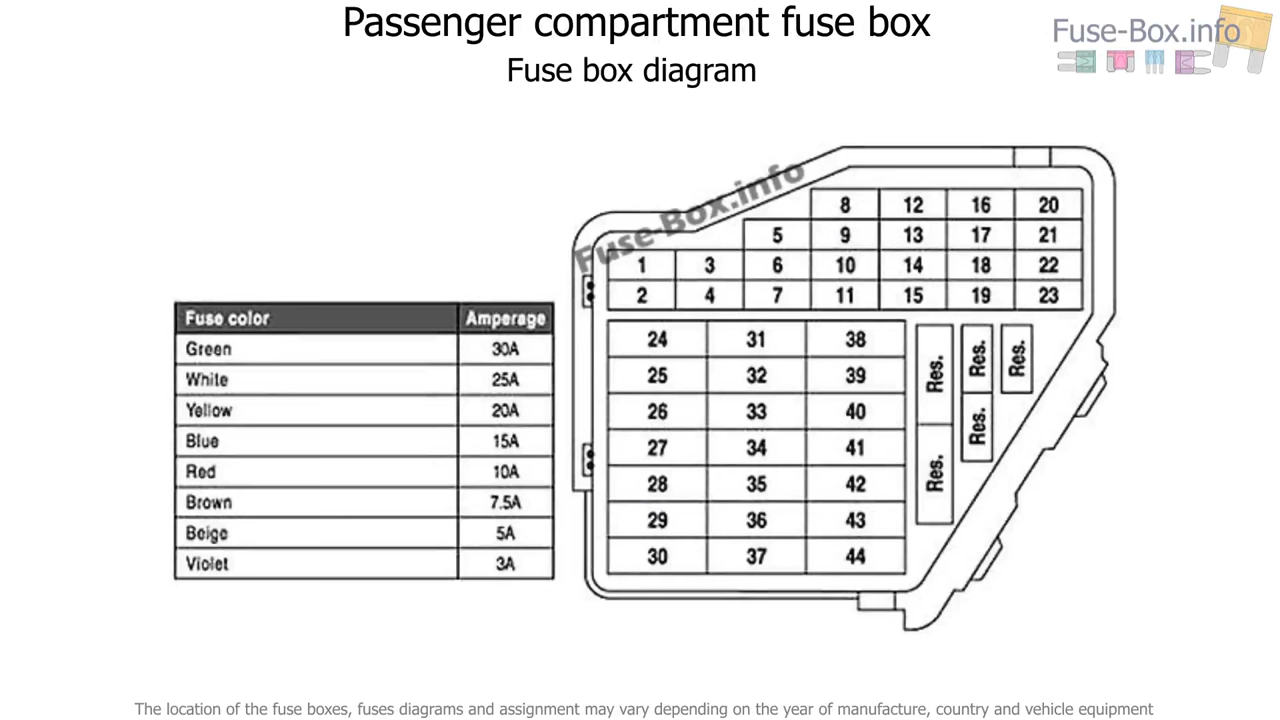 Passenger compartment fuse box
Fuse box diagram
Fuse-Box.info
Fuse-Box.info
Fuse color Amperage
Green 30A
White 25A
Yellow 20A
Blue 15A
Red 10A
Brown 7.5A
Beige 5A
Violet 3A
8 12 16 20
5 9 13 17 21
1 3 6 10 14 18 22
2 4 7 11 15 19 23
24 31 38
25 32 39
26 33 40
27 34 41
28 35 42
29 36 43
30 37 44
Res.
Res.
Res.
Res.
Res.
The location of the fuse boxes, fuses diagrams and assignment may vary depending on the year of manufacture, country and vehicle equipment